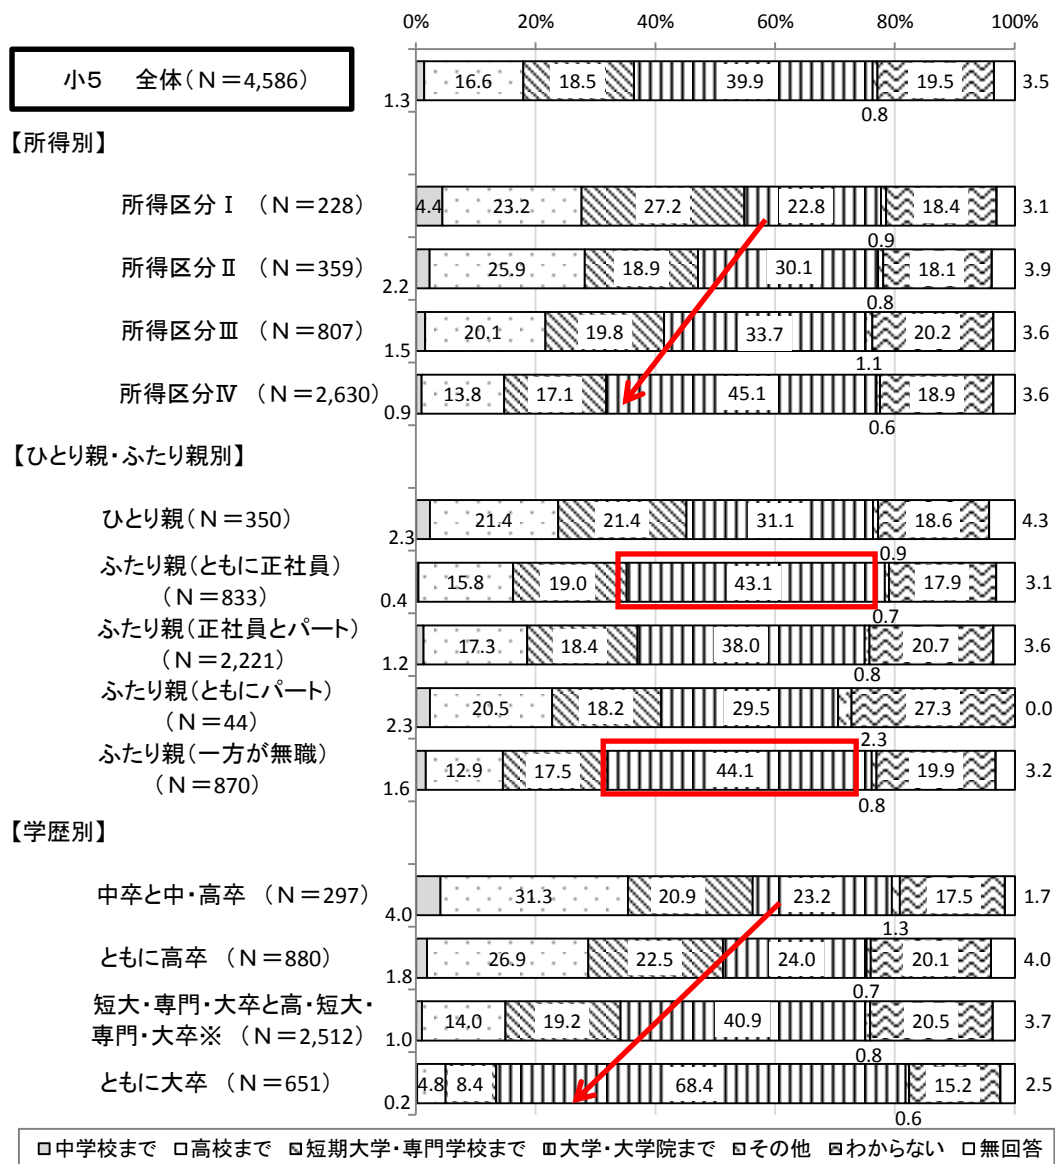 0% 20% 40% 60% 80% 100%
小5 全体(N=4,586)
1.3 16.6 18.5 39.9 0.8 19.5 3.5
【所得別】
所得区分Ⅰ (N=228) 4.4 23.2 27.2 22.8 0.9 18.4 3.1
所得区分Ⅱ (N=359) 2.2 25.9 18.9 30.1 0.8 18.1 3.9
所得区分Ⅲ (N=807) 1.5 20.1 19.8 33.7 1.1 20.2 3.6
所得区分Ⅳ (N=2,630) 0.9 13.8 17.1 45.1 0.6 18.9 3.6
【ひとり親・ふたり親別】
ひとり親(N=350) 2.3 21.4 21.4 31.1 0.9 18.6 4.3
ふたり親(ともに正社員)
(N=833) 0.4 15.8 19.0 43.1 0.7 17.9 3.1
ふたり親(正社員とパート)
(N=2,221) 1.2 17.3 18.4 38.0 0.8 20.7 3.6
ふたり親(ともにパート)
(N=44) 2.3 20.5 18.2 29.5 2.3 27.3 0.0
ふたり親(一方が無職)
(N=870) 1.6 12.9 17.5 44.1 0.8 19.9 3.2
【学歴別】
中卒と中・高卒 (N=297) 4.0 31.3 20.9 23.2 1.3 17.5 1.7
ともに高卒 (N=880) 1.8 26.9 22.5 24.0 0.7 20.1 4.0
短大・専門・大卒と高・短大・
専門・大卒※ (N=2,512) 1.0 14.0 19.2 40.9 0.8 20.5 3.7
ともに大卒 (N=651) 0.2 4.8 8.4 68.4 0.6 15.2 2.5
中学校まで 高校まで 短期大学・専門学校まで 大学・大学院まで その他 わからない 無回答